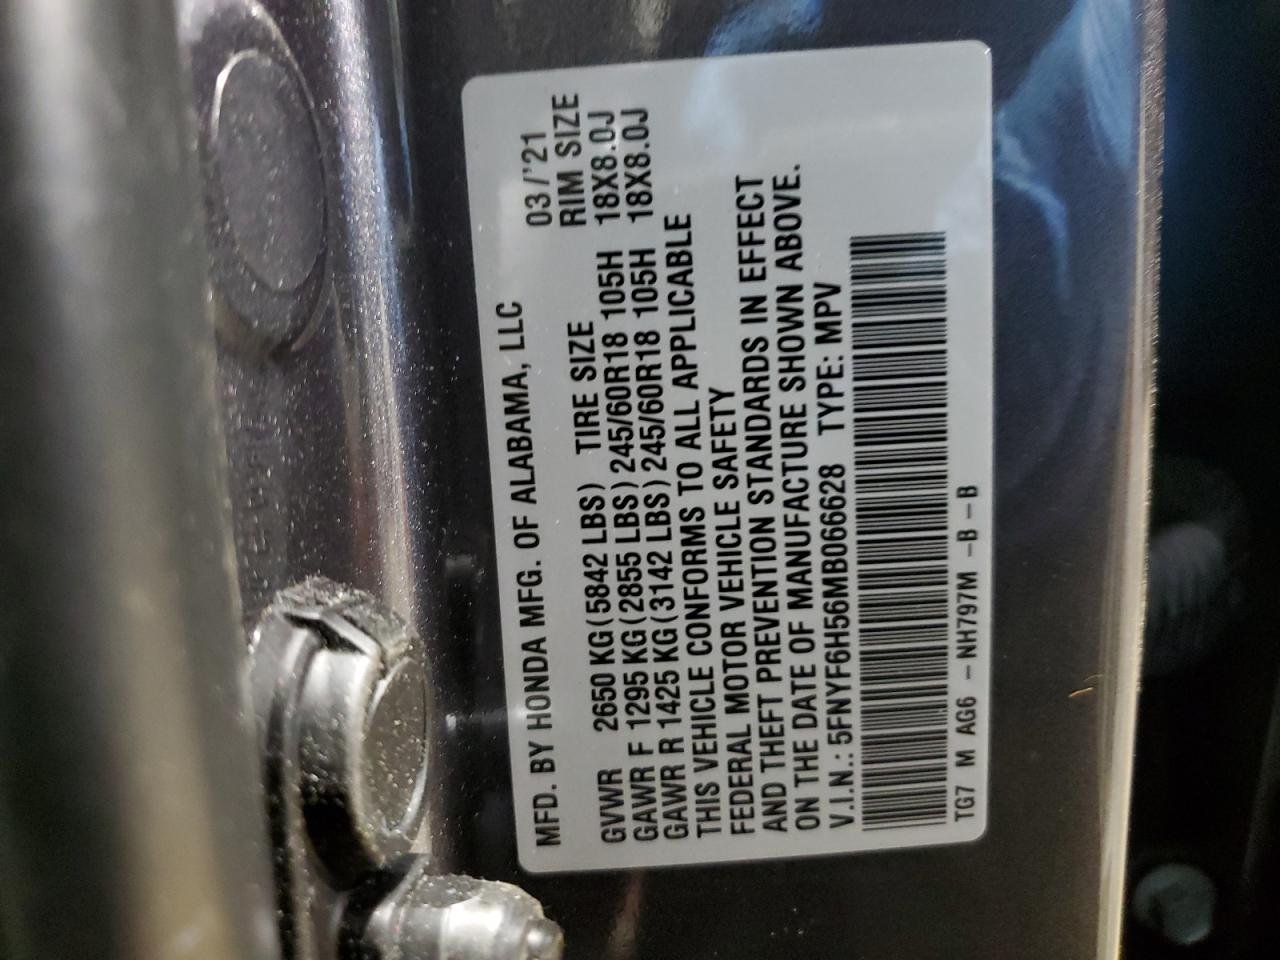 MFD. BY HONDA MFG. OF ALABAMA, LLC
03/'21
GVWR 2650 KG(5842 LBS) TIRE SIZE RIM SIZE
GAWR F 1295 KG(2855 LBS)245/60R18 105H 18X8.0J
GAWR R 1425 KG(3142 LBS)245/60R18 105H 18X8.0J
THIS VEHICLE CONFORMS TO ALL APPLICABLE
FEDERAL MOTOR VEHICLE SAFETY
AND THEFT PREVENTION STANDARDS IN EFFECT
ON THE DATE OF MANUFACTURE SHOWN ABOVE.
V.I.N.: 5FNYF6H56MB066628 TYPE: MPV
TG7 M AG6 -NH797M -B -B